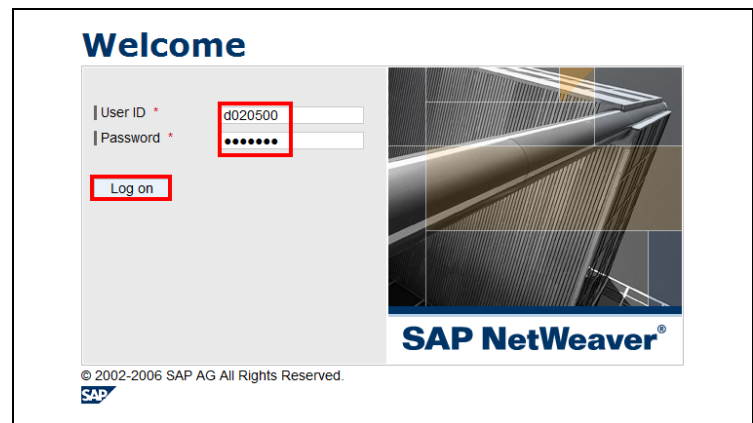 Welcome
User ID *
d020500
Password *
●●●●●●●
Log on
SAP NetWeaver®
© 2002-2006 SAP AG All Rights Reserved.
SAP